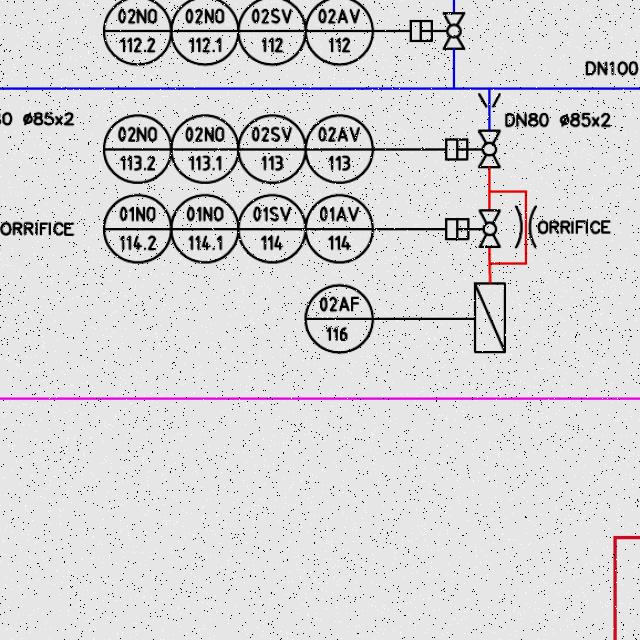 02NO 02NO 02SV 02AV
112.2 112.1 112 112
DN100
0 ø85x2
DN80 ø85x2
02NO 02NO 02SV 02AV
113.2 113.1 113 113
01NO 01NO 01SV 01AV
ORRIFICE
ORRIFICE
114.2 114.1 114 114
02AF
116